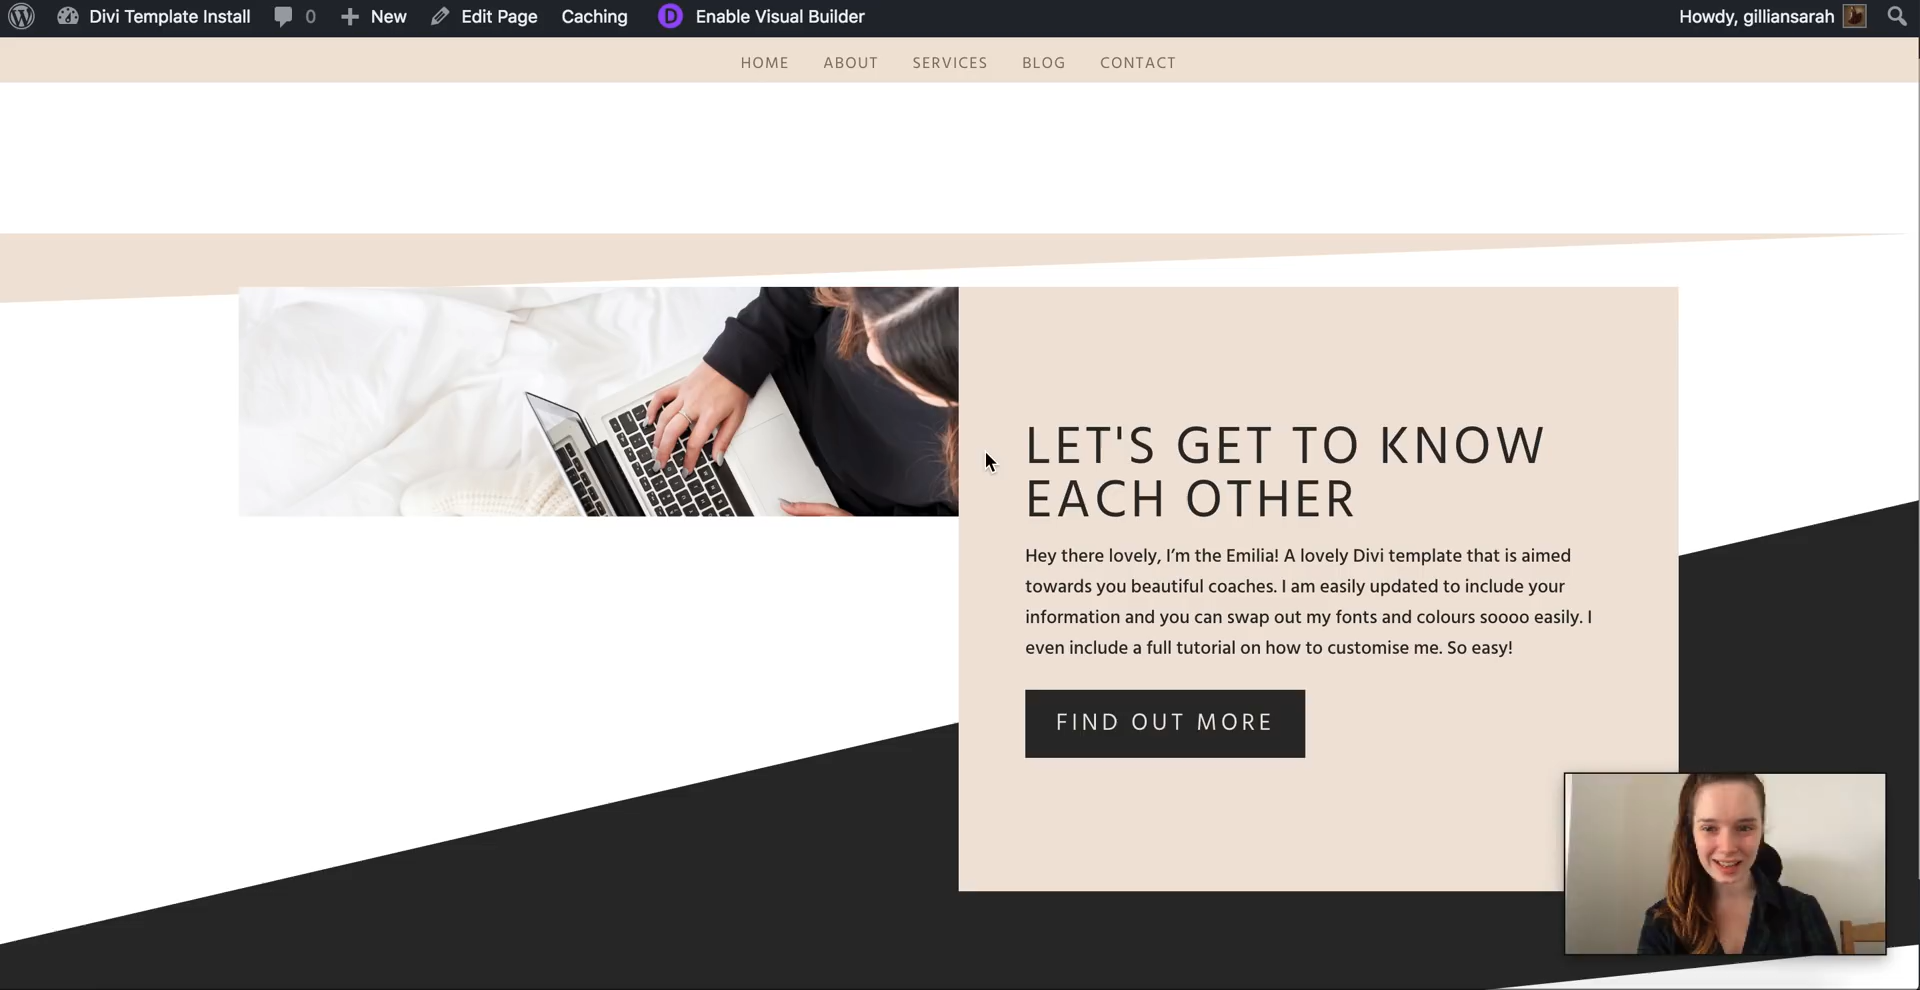 Divi Template Install 0 New Edit Page Caching D Enable Visual Builder Howdy, gilliansarah
HOME ABOUT SERVICES BLOG CONTACT
LET'S GET TO KNOW
EACH OTHER
Hey there lovely, I’m the Emilia! A lovely Divi template that is aimed
towards you beautiful coaches. I am easily updated to include your
information and you can swap out my fonts and colours soooo easily. I
even include a full tutorial on how to customise me. So easy!
FIND OUT MORE